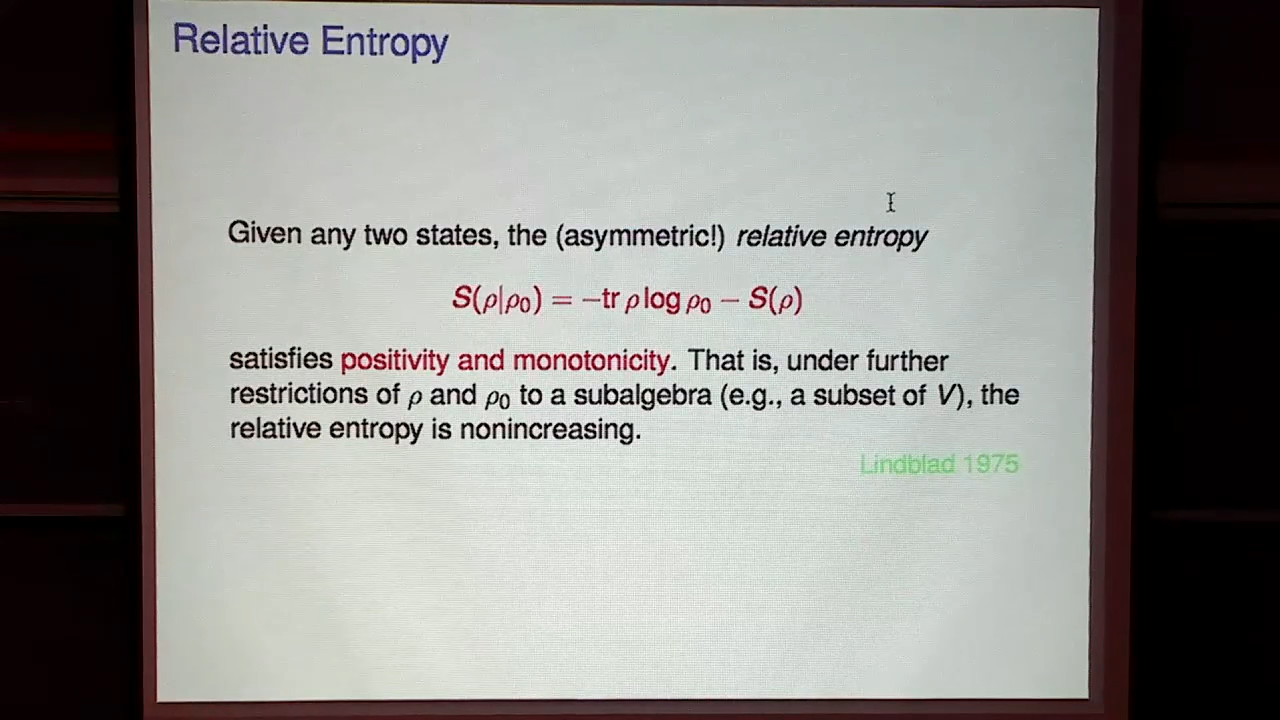 Relative Entropy
Given any two states, the (asymmetric!) relative entropy
S(ρ|ρ₀) = −tr ρ log ρ₀ − S(ρ)
satisfies positivity and monotonicity. That is, under further
restrictions of ρ and ρ₀ to a subalgebra (e.g., a subset of V), the
relative entropy is nonincreasing.
Lindblad 1975